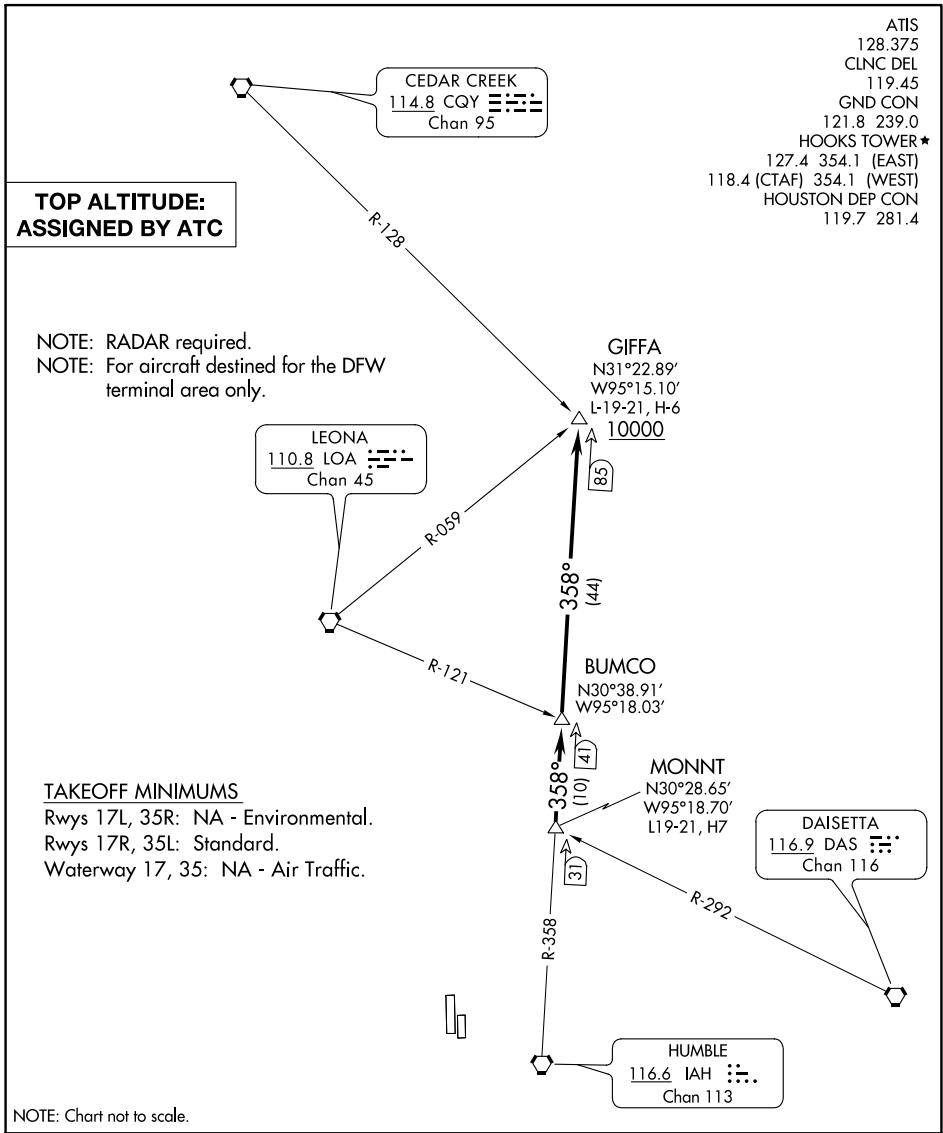 ATIS
128.375
CLNC DEL
119.45
GND CON
121.8 239.0
HOOKS TOWER★
127.4 354.1 (EAST)
118.4 (CTAF) 354.1 (WEST)
HOUSTON DEP CON
119.7 281.4
CEDAR CREEK
114.8 CQY
Chan 95
TOP ALTITUDE:
ASSIGNED BY ATC
R-128
NOTE: RADAR required.
NOTE: For aircraft destined for the DFW
terminal area only.
GIFFA
N31°22.89'
W95°15.10'
L-19-21, H-6
10000
LEONA
110.8 LOA
Chan 45
85
R-059
358°
(44)
R-121
BUMCO
N30°38.91'
W95°18.03'
41
358°
(10)
MONNT
N30°28.65'
W95°18.70'
L19-21, H7
TAKEOFF MINIMUMS
Rwys 17L, 35R: NA - Environmental.
Rwys 17R, 35L: Standard.
Waterway 17, 35: NA - Air Traffic.
DAISETTA
116.9 DAS
Chan 116
31
R-292
R-358
HUMBLE
116.6 IAH
Chan 113
NOTE: Chart not to scale.